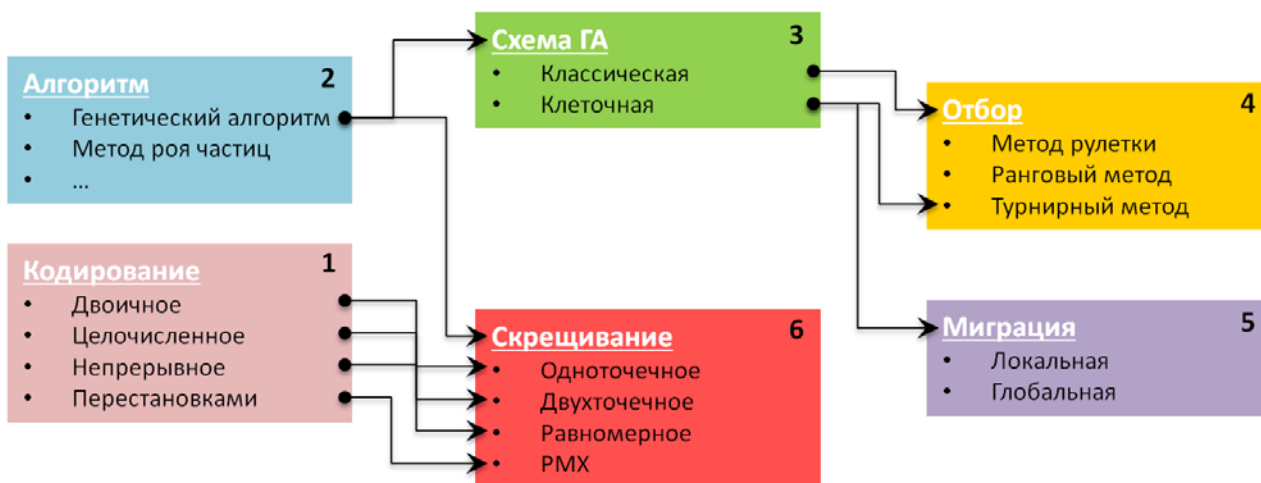 Алгоритм 2
• Генетический алгоритм
• Метод роя частиц
• ...
Кодирование 1
• Двоичное
• Целочисленное
• Непрерывное
• Перестановками
Схема ГА 3
• Классическая
• Клеточная
Скрещивание 6
• Одноточечное
• Двухточечное
• Равномерное
• PMX
Отбор 4
• Метод рулетки
• Ранговый метод
• Турнирный метод
Миграция 5
• Локальная
• Глобальная